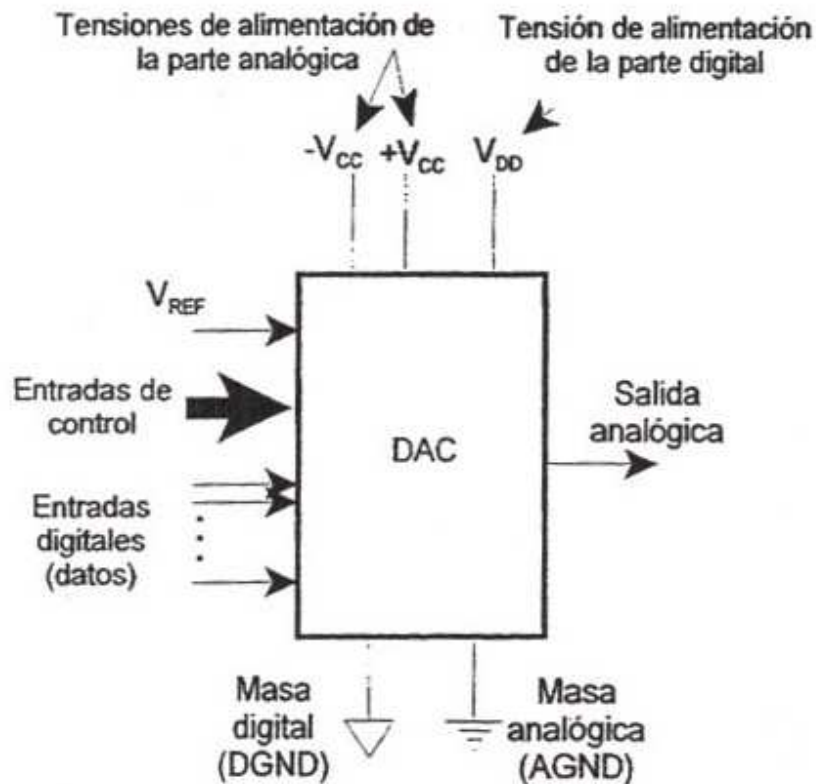 Tensiones de alimentación de
la parte analógica
Tensión de alimentación
de la parte digital
-VCC +VCC VDD
VREF
Entradas de
control
Entradas
digitales
(datos)
DAC
Salida
analógica
Masa
digital
(DGND)
Masa
analógica
(AGND)